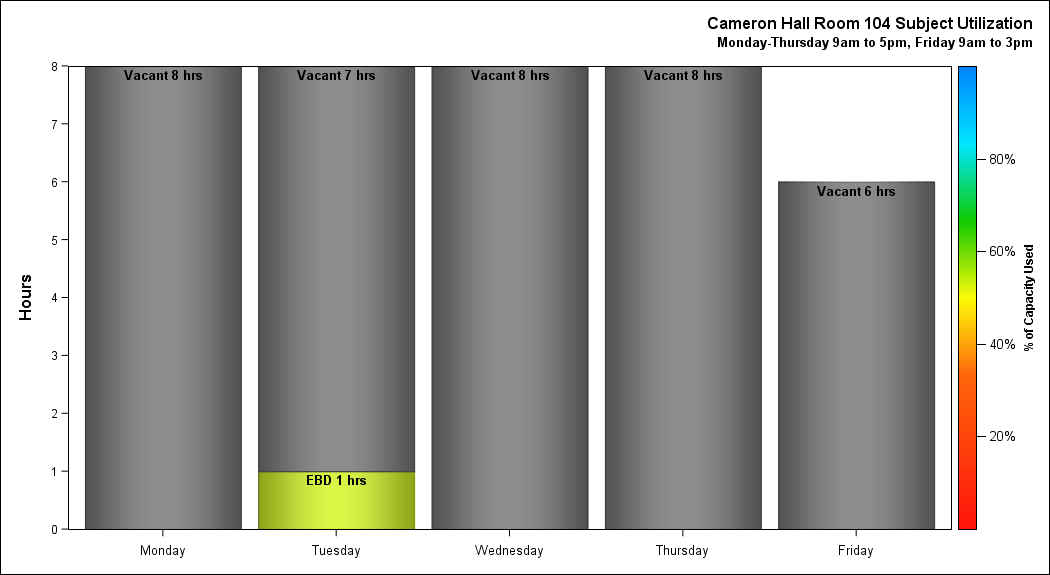 Cameron Hall Room 104 Subject Utilization
Monday-Thursday 9am to 5pm, Friday 9am to 3pm
8
7
6
5
4
3
2
1
0
Hours
Vacant 8 hrs
Vacant 7 hrs
Vacant 8 hrs
Vacant 8 hrs
Vacant 6 hrs
EBD 1 hrs
Monday
Tuesday
Wednesday
Thursday
Friday
80%
60%
40%
20%
% of Capacity Used